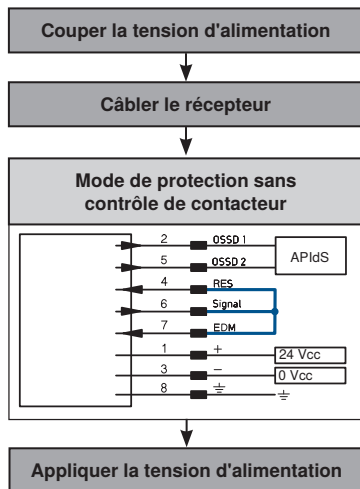 Couper la tension d'alimentation
Câbler le récepteur
Mode de protection sans
contrôle de contacteur
2 OSSD 1
APIdS
5 OSSD 2
4 RES
6 Signal
7 EDM
1 + 24 Vcc
3 − 0 Vcc
8
Appliquer la tension d'alimentation